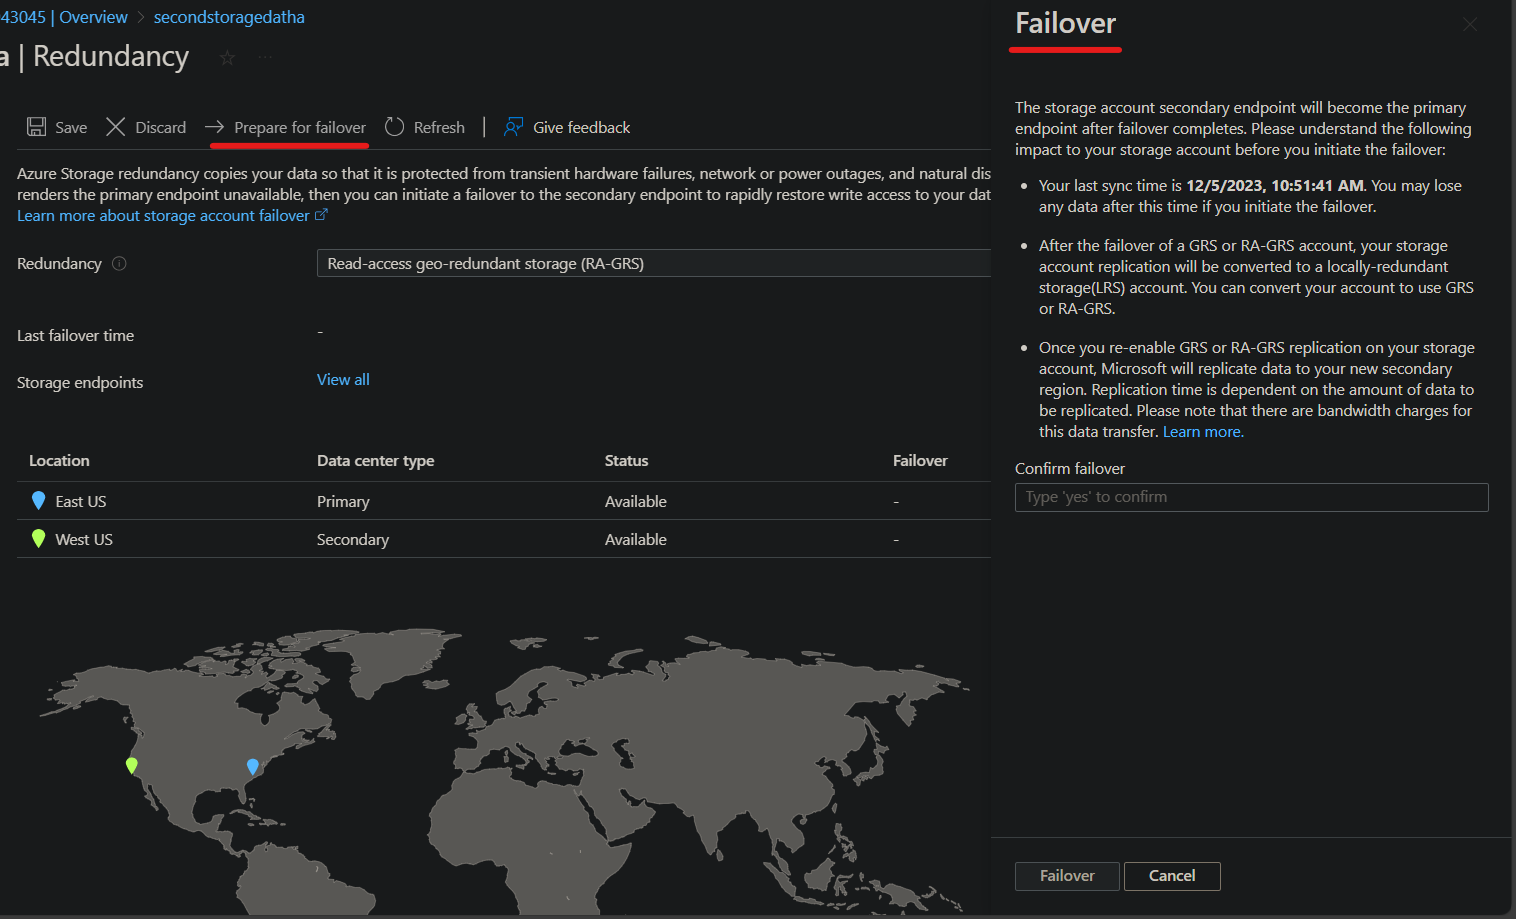 43045 | Overview > secondstoragedatha
a | Redundancy
Save
Discard
Prepare for failover
Refresh
Give feedback
Azure Storage redundancy copies your data so that it is protected from transient hardware failures, network or power outages, and natural dis
renders the primary endpoint unavailable, then you can initiate a failover to the secondary endpoint to rapidly restore write access to your dat
Learn more about storage account failover
Redundancy
Read-access geo-redundant storage (RA-GRS)
Last failover time
-
Storage endpoints
View all
Location Data center type Status Failover
East US Primary Available -
West US Secondary Available -
Failover
The storage account secondary endpoint will become the primary
endpoint after failover completes. Please understand the following
impact to your storage account before you initiate the failover:
• Your last sync time is 12/5/2023, 10:51:41 AM. You may lose
any data after this time if you initiate the failover.
• After the failover of a GRS or RA-GRS account, your storage
account replication will be converted to a locally-redundant
storage(LRS) account. You can convert your account to use GRS
or RA-GRS.
• Once you re-enable GRS or RA-GRS replication on your storage
account, Microsoft will replicate data to your new secondary
region. Replication time is dependent on the amount of data to
be replicated. Please note that there are bandwidth charges for
this data transfer. Learn more.
Confirm failover
Type 'yes' to confirm
Failover
Cancel